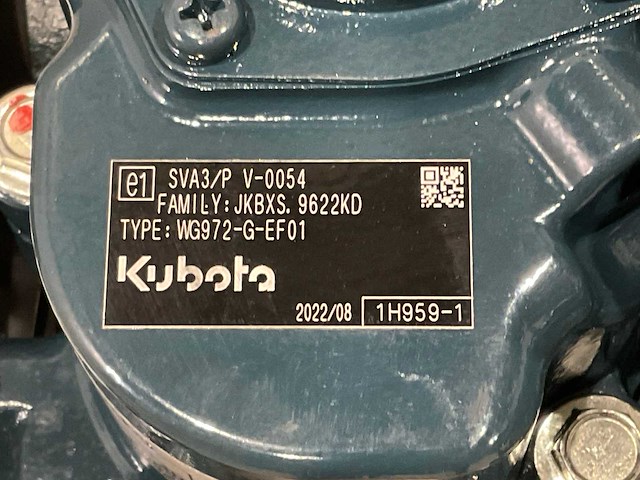 e1 SVA3/P V-0054
FAMILY:JKBXS.9622KD
TYPE:WG972-G-EF01
Kubota
2022/08 1H959-1